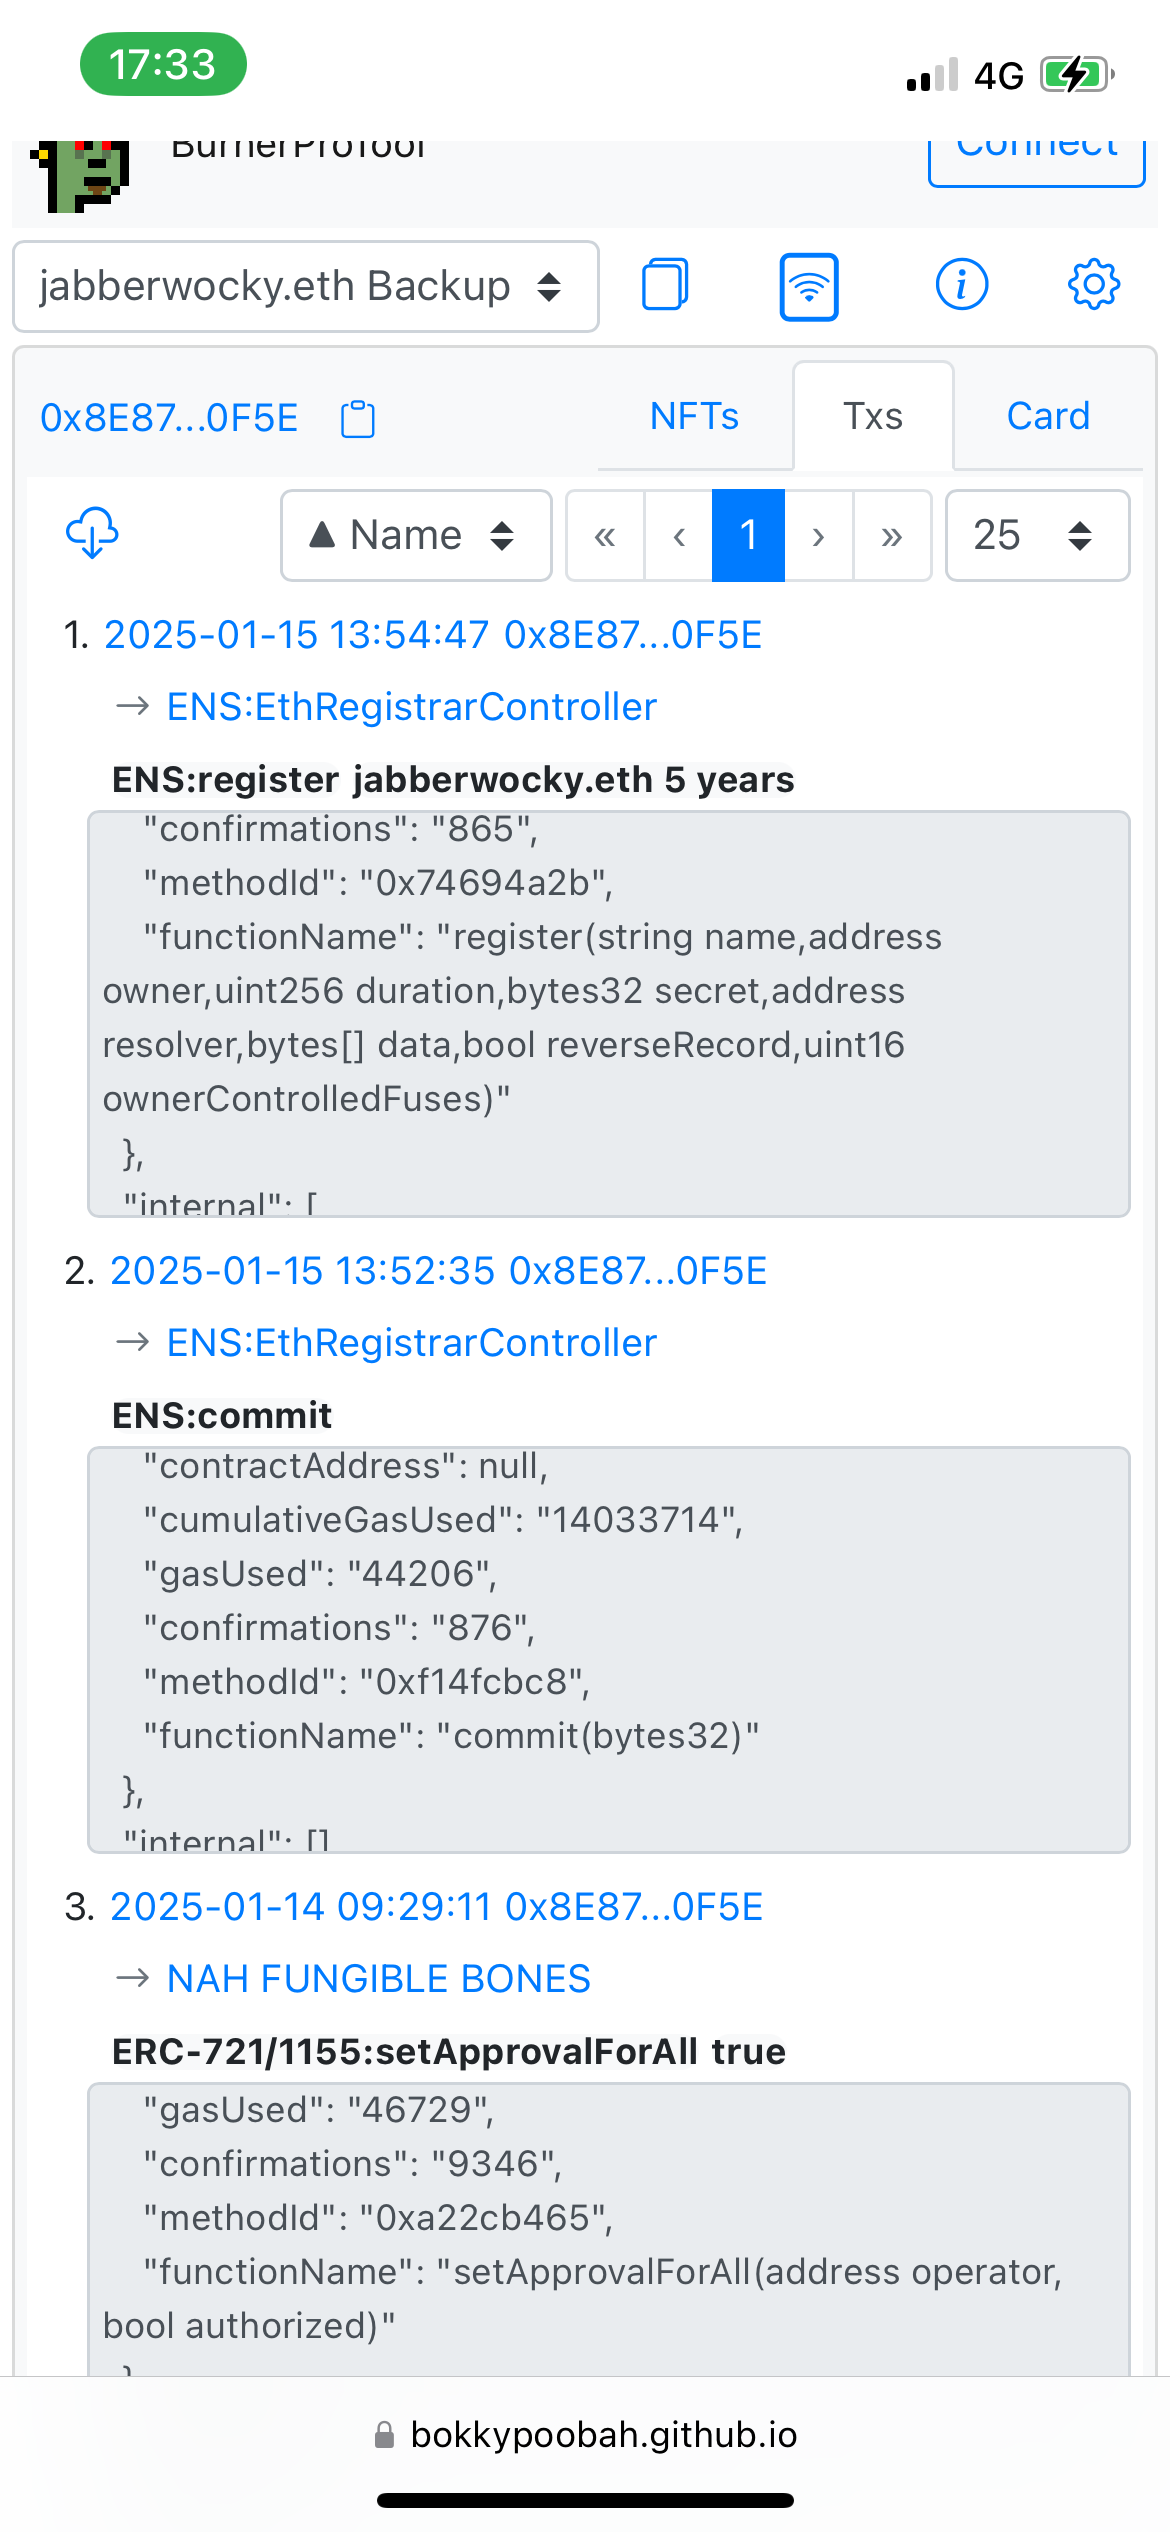 17:33
4G
BurnerProTool
Connect
jabberwocky.eth Backup
0x8E87...0F5E
NFTs
Txs
Card
▲ Name
«
‹
1
›
»
25
1. 2025-01-15 13:54:47 0x8E87...0F5E
→ ENS:EthRegistrarController
ENS:register jabberwocky.eth 5 years
"confirmations": "865",
"methodId": "0x74694a2b",
"functionName": "register(string name,address
owner,uint256 duration,bytes32 secret,address
resolver,bytes[] data,bool reverseRecord,uint16
ownerControlledFuses)"
},
"internal": [
2. 2025-01-15 13:52:35 0x8E87...0F5E
→ ENS:EthRegistrarController
ENS:commit
"contractAddress": null,
"cumulativeGasUsed": "14033714",
"gasUsed": "44206",
"confirmations": "876",
"methodId": "0xf14fcbc8",
"functionName": "commit(bytes32)"
},
"internal": []
3. 2025-01-14 09:29:11 0x8E87...0F5E
→ NAH FUNGIBLE BONES
ERC-721/1155:setApprovalForAll true
"gasUsed": "46729",
"confirmations": "9346",
"methodId": "0xa22cb465",
"functionName": "setApprovalForAll(address operator,
bool authorized)"
}
bokkypoobah.github.io